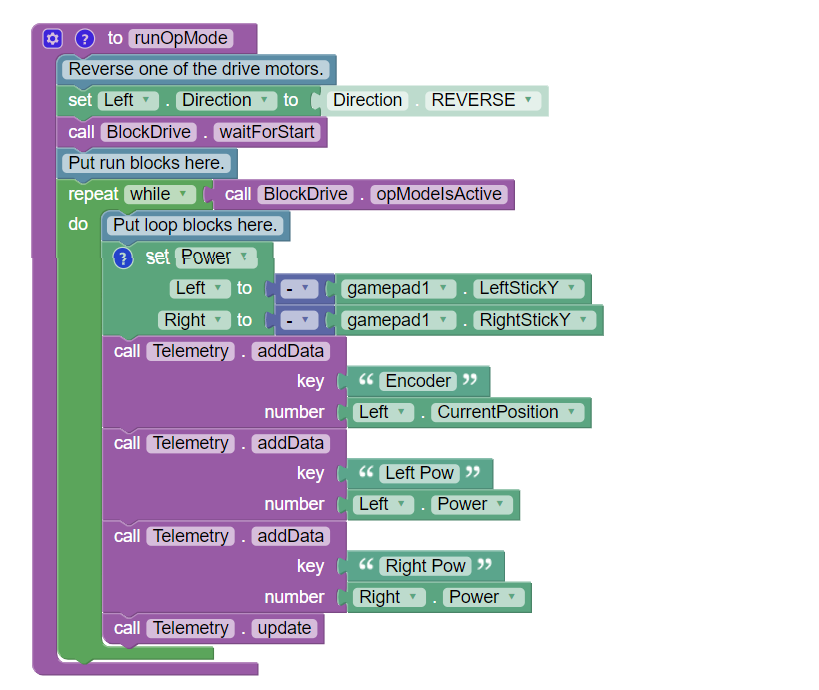 ? to runOpMode
Reverse one of the drive motors.
set Left . Direction to Direction . REVERSE
call BlockDrive . waitForStart
Put run blocks here.
repeat while call BlockDrive . opModeIsActive
do Put loop blocks here.
? set Power
Left to - gamepad1 . LeftStickY
Right to - gamepad1 . RightStickY
call Telemetry . addData
key “ Encoder ”
number Left . CurrentPosition
call Telemetry . addData
key “ Left Pow ”
number Left . Power
call Telemetry . addData
key “ Right Pow ”
number Right . Power
call Telemetry . update